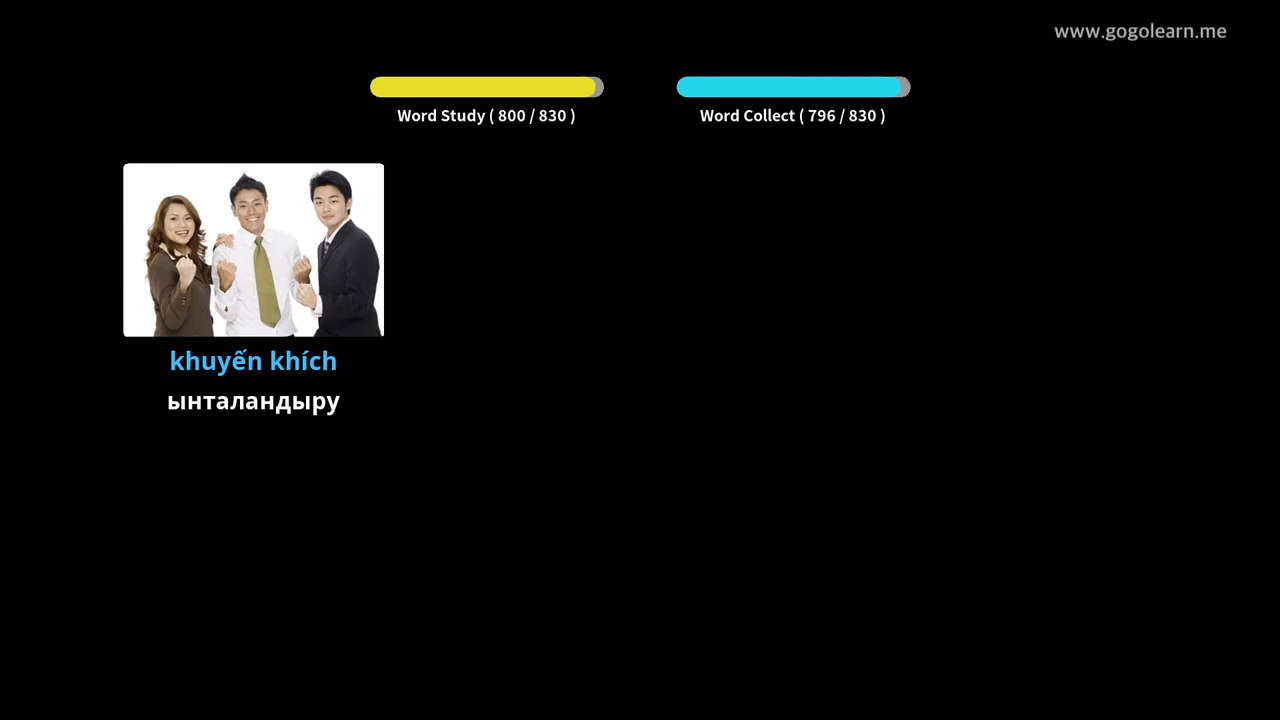 www.gogolearn.me
Word Study ( 800 / 830 )
Word Collect ( 796 / 830 )
khuyến khích
ынталандыру